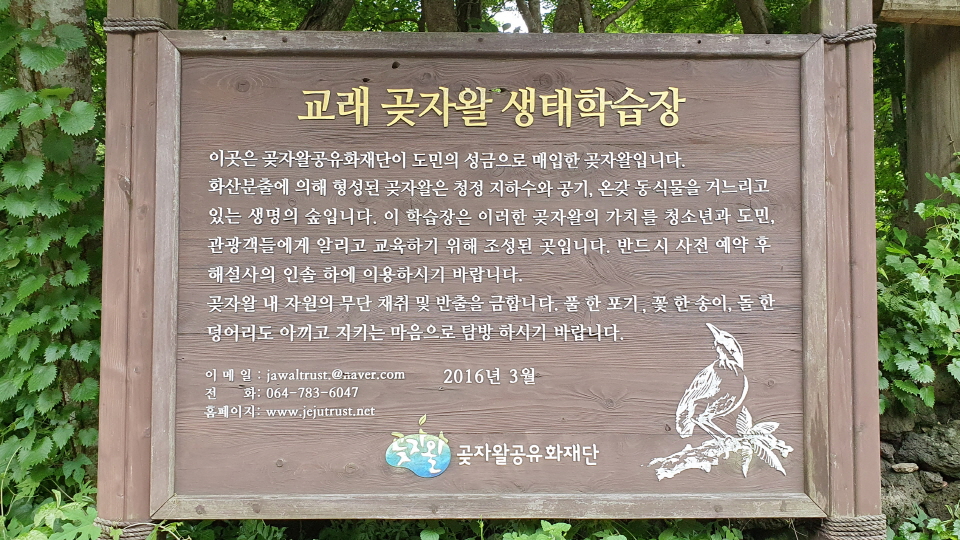 교래 곶자왈 생태학습장
이곳은 곶자왈공유화재단이 도민의 성금으로 매입한 곶자왈입니다.
화산분출에 의해 형성된 곶자왈은 청정 지하수와 공기, 온갖 동식물을 거느리고
있는 생명의 숲입니다. 이 학습장은 이러한 곶자왈의 가치를 청소년과 도민,
관광객들에게 알리고 교육하기 위해 조성된 곳입니다. 반드시 사전 예약 후
해설사의 인솔 하에 이용하시기 바랍니다.
곶자왈 내 자원의 무단 채취 및 반출을 금합니다. 풀 한 포기, 꽃 한 송이, 돌 한
덩어리도 아끼고 지키는 마음으로 탐방 하시기 바랍니다.
이 메 일 : jawaltrust.@naver.com
2016년 3월
전 화: 064-783-6047
홈페이지: www.jejutrust.net
곶자왈 곶자왈공유화재단